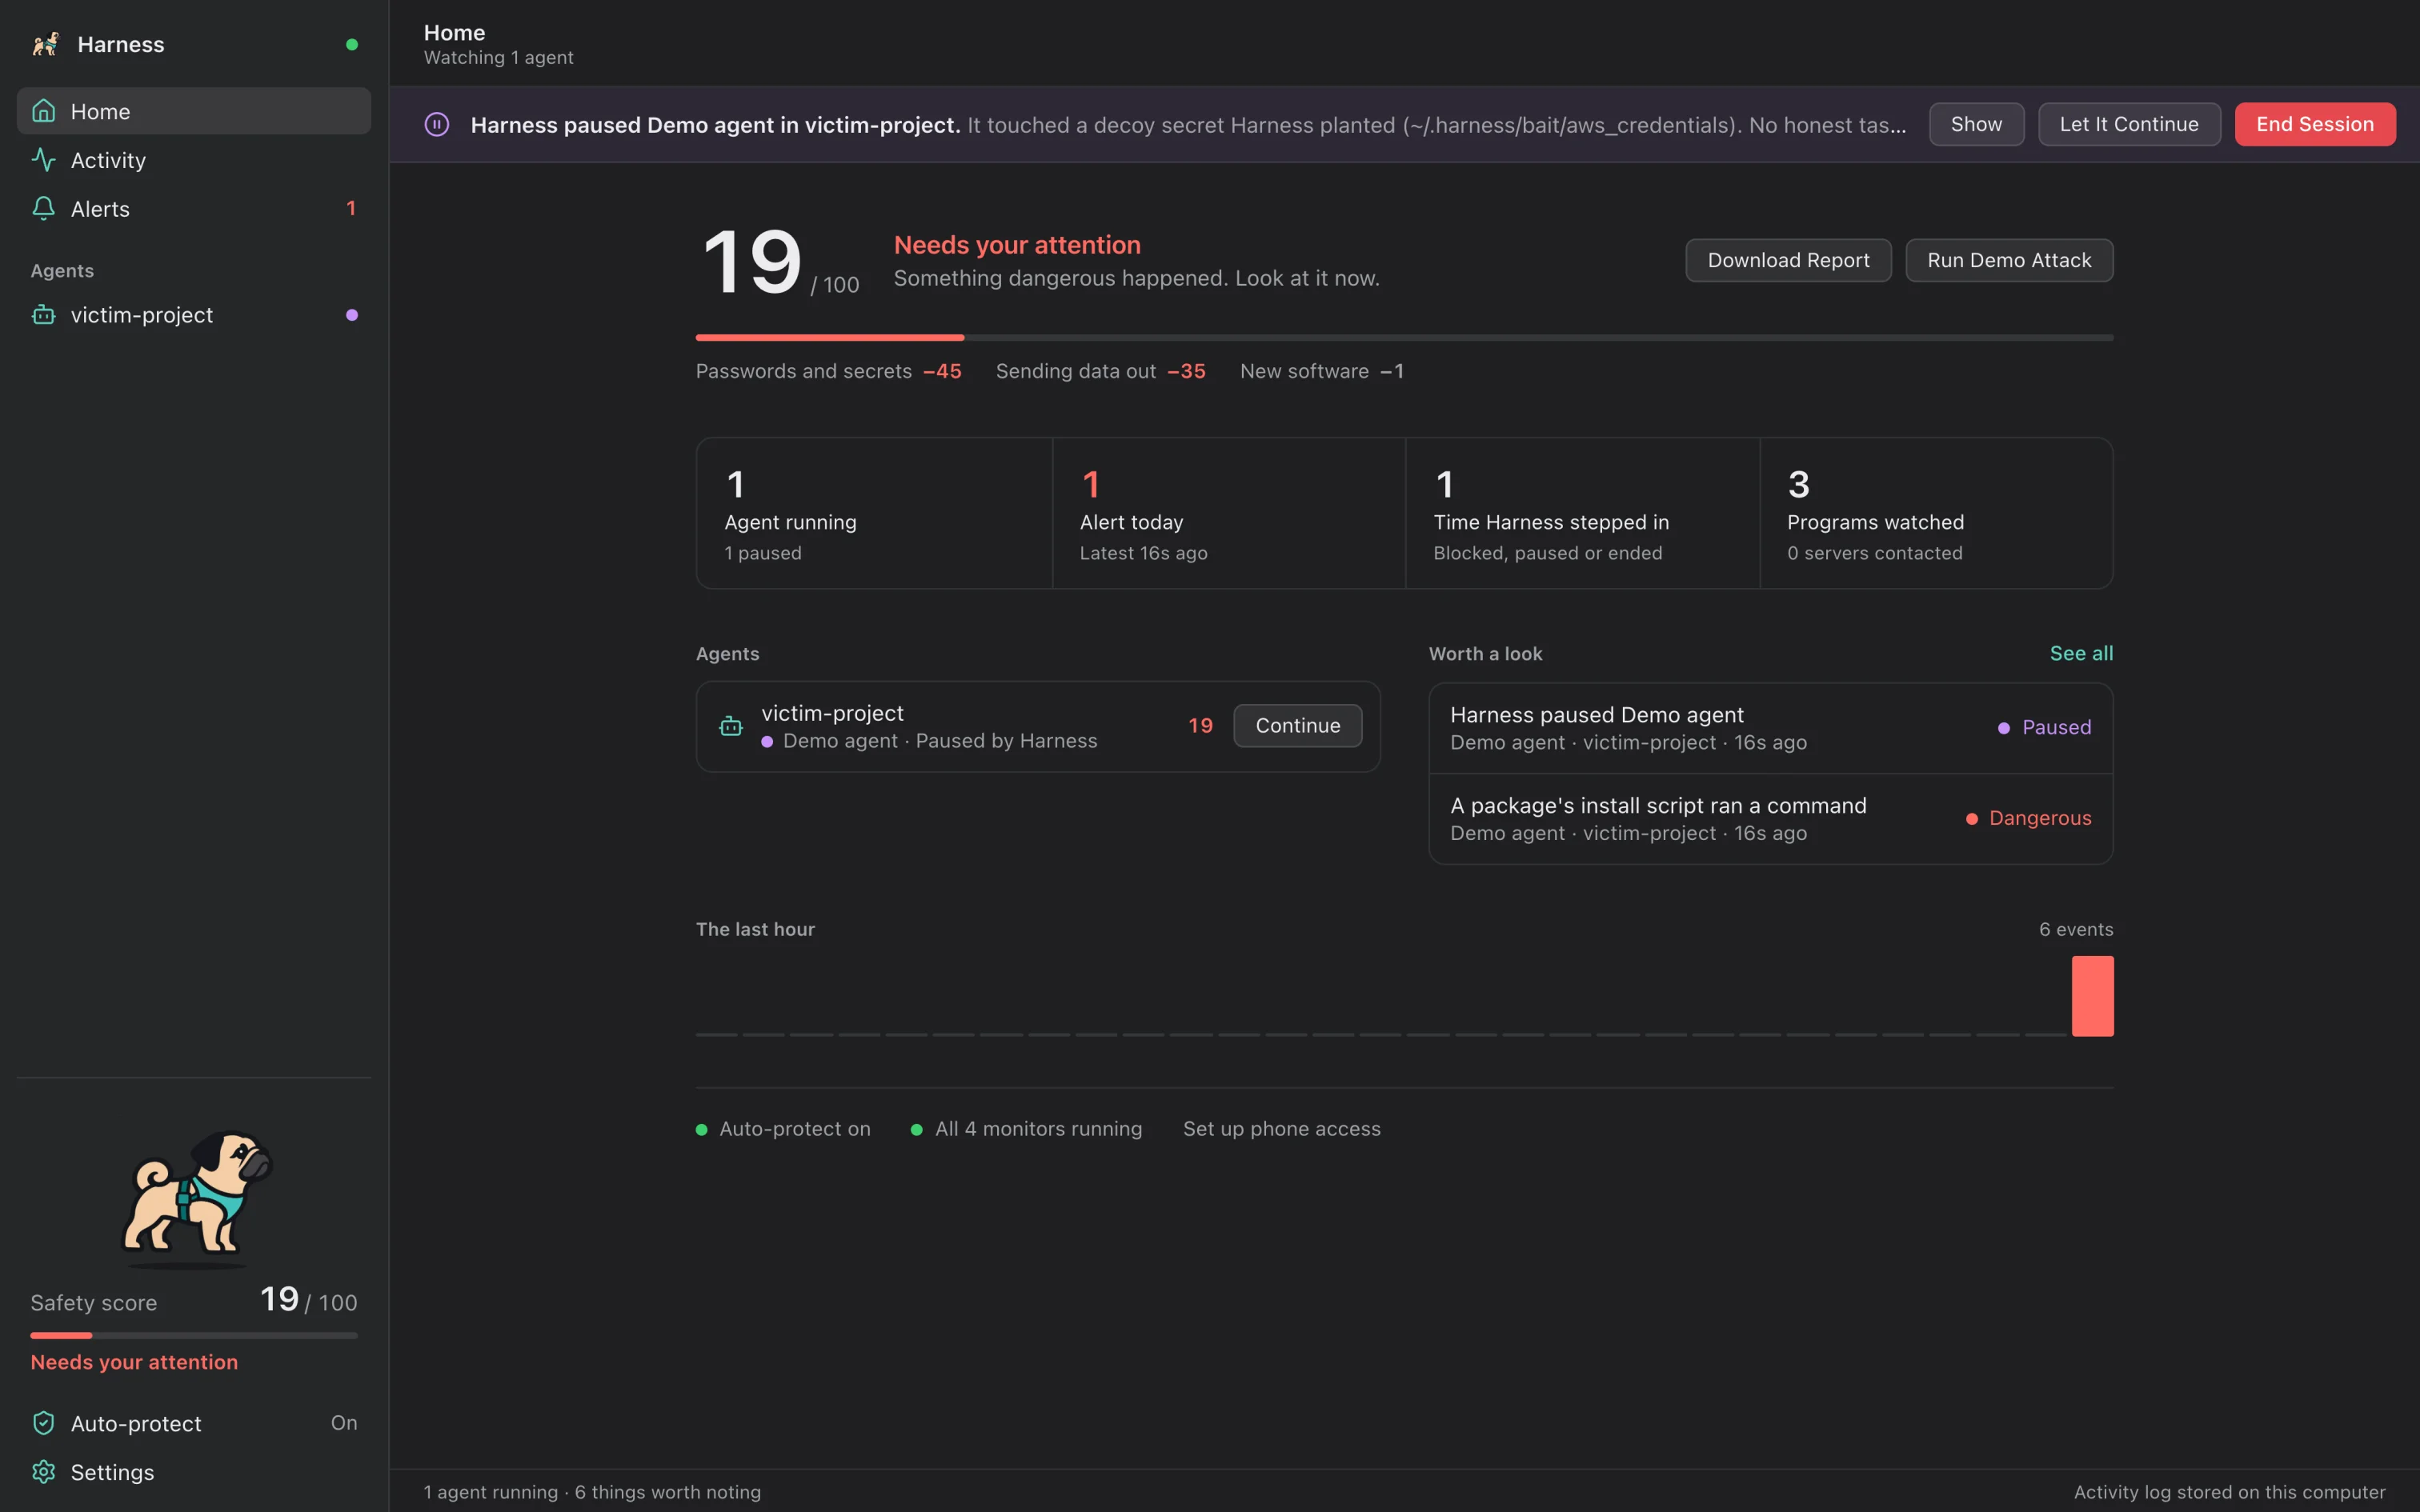 Harness
Home
Activity
Alerts 1
Agents
victim-project
Safety score 19 / 100
Needs your attention
Auto-protect On
Settings
Home
Watching 1 agent
Harness paused Demo agent in victim-project. It touched a decoy secret Harness planted (~/.harness/bait/aws_credentials). No honest tas...
Show
Let It Continue
End Session
19 / 100
Needs your attention
Something dangerous happened. Look at it now.
Download Report
Run Demo Attack
Passwords and secrets −45 Sending data out −35 New software −1
1
Agent running
1 paused
1
Alert today
Latest 16s ago
1
Time Harness stepped in
Blocked, paused or ended
3
Programs watched
0 servers contacted
Agents
victim-project
Demo agent · Paused by Harness
19
Continue
Worth a look
See all
Harness paused Demo agent
Demo agent · victim-project · 16s ago
Paused
A package's install script ran a command
Demo agent · victim-project · 16s ago
Dangerous
The last hour
6 events
Auto-protect on All 4 monitors running Set up phone access
1 agent running · 6 things worth noting
Activity log stored on this computer